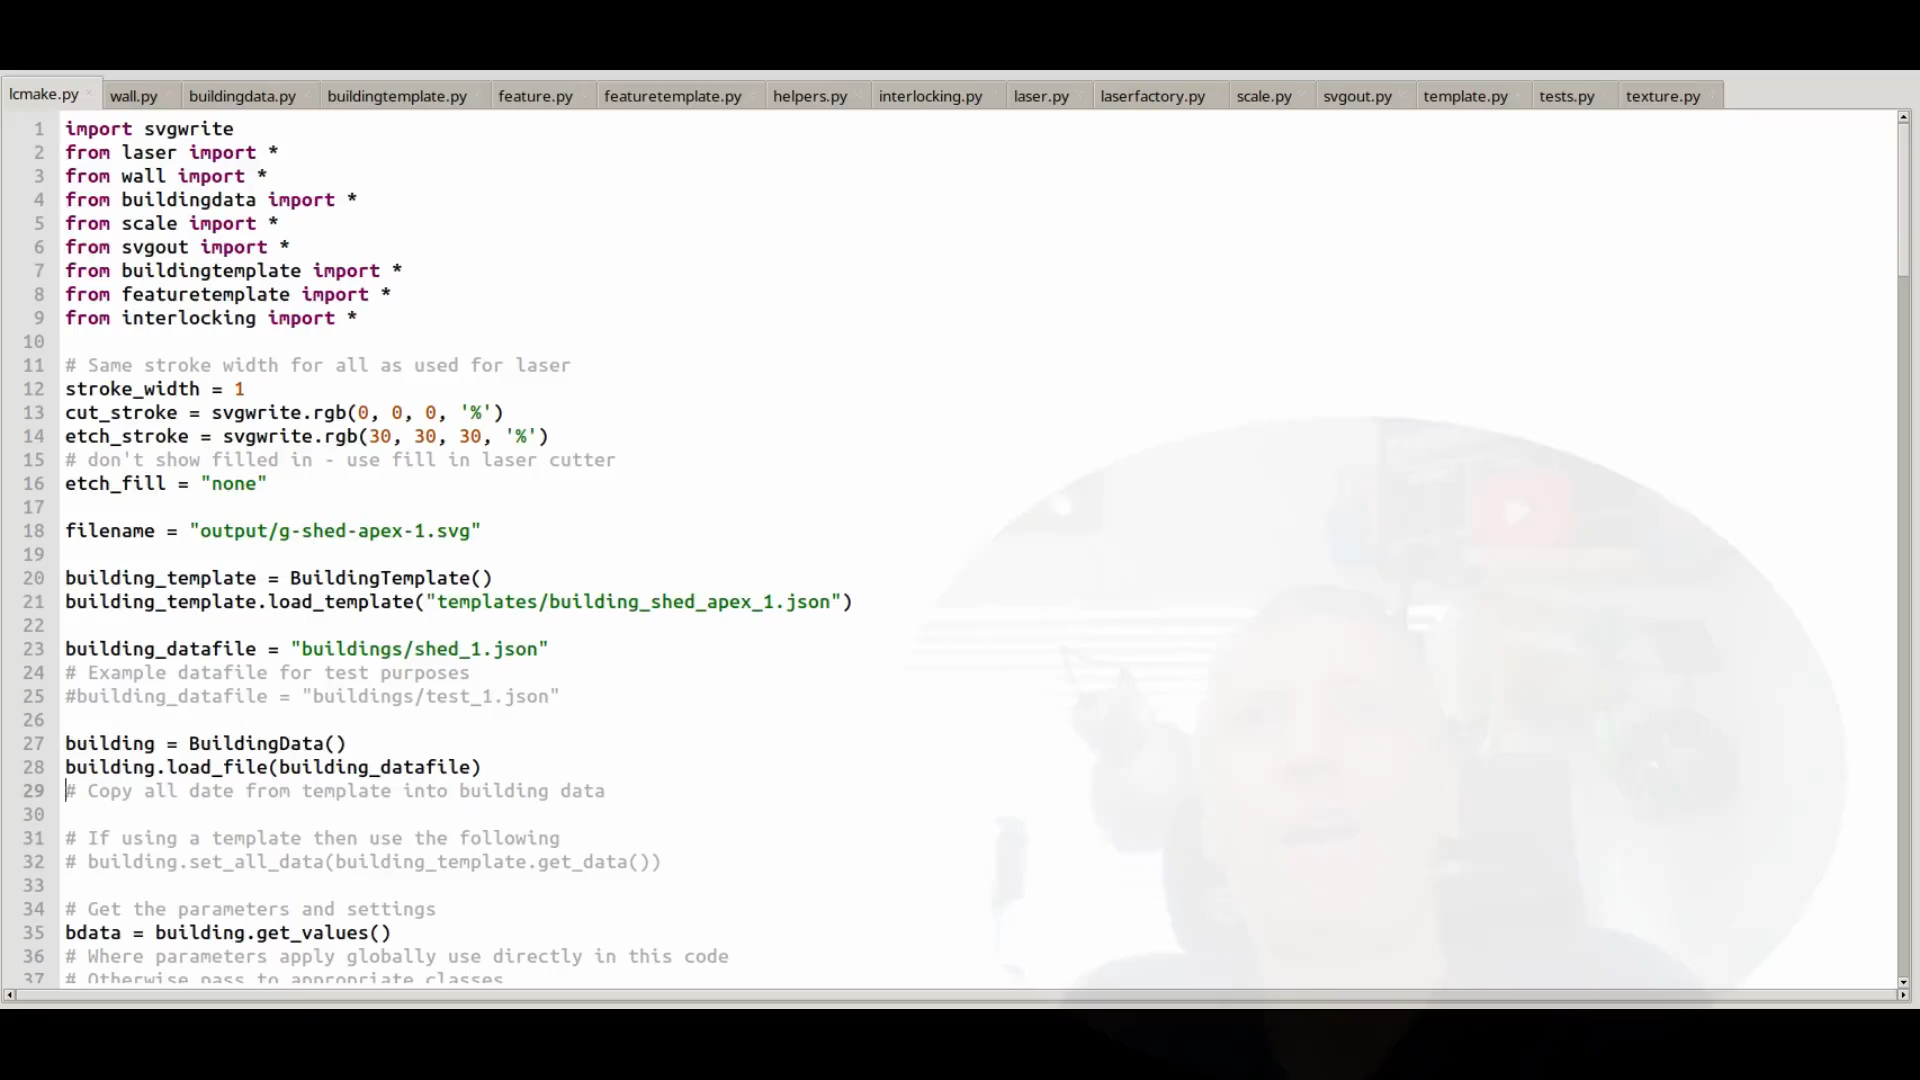 lcmake.py wall.py buildingdata.py buildingtemplate.py feature.py featuretemplate.py helpers.py interlocking.py laser.py laserfactory.py scale.py svgout.py template.py tests.py texture.py
1 import svgwrite
2 from laser import *
3 from wall import *
4 from buildingdata import *
5 from scale import *
6 from svgout import *
7 from buildingtemplate import *
8 from featuretemplate import *
9 from interlocking import *
10
11 # Same stroke width for all as used for laser
12 stroke_width = 1
13 cut_stroke = svgwrite.rgb(0, 0, 0, '%')
14 etch_stroke = svgwrite.rgb(30, 30, 30, '%')
15 # don't show filled in - use fill in laser cutter
16 etch_fill = "none"
17
18 filename = "output/g-shed-apex-1.svg"
19
20 building_template = BuildingTemplate()
21 building_template.load_template("templates/building_shed_apex_1.json")
22
23 building_datafile = "buildings/shed_1.json"
24 # Example datafile for test purposes
25 #building_datafile = "buildings/test_1.json"
26
27 building = BuildingData()
28 building.load_file(building_datafile)
29 # Copy all date from template into building data
30
31 # If using a template then use the following
32 # building.set_all_data(building_template.get_data())
33
34 # Get the parameters and settings
35 bdata = building.get_values()
36 # Where parameters apply globally use directly in this code
37 # Otherwise pass to appropriate classes